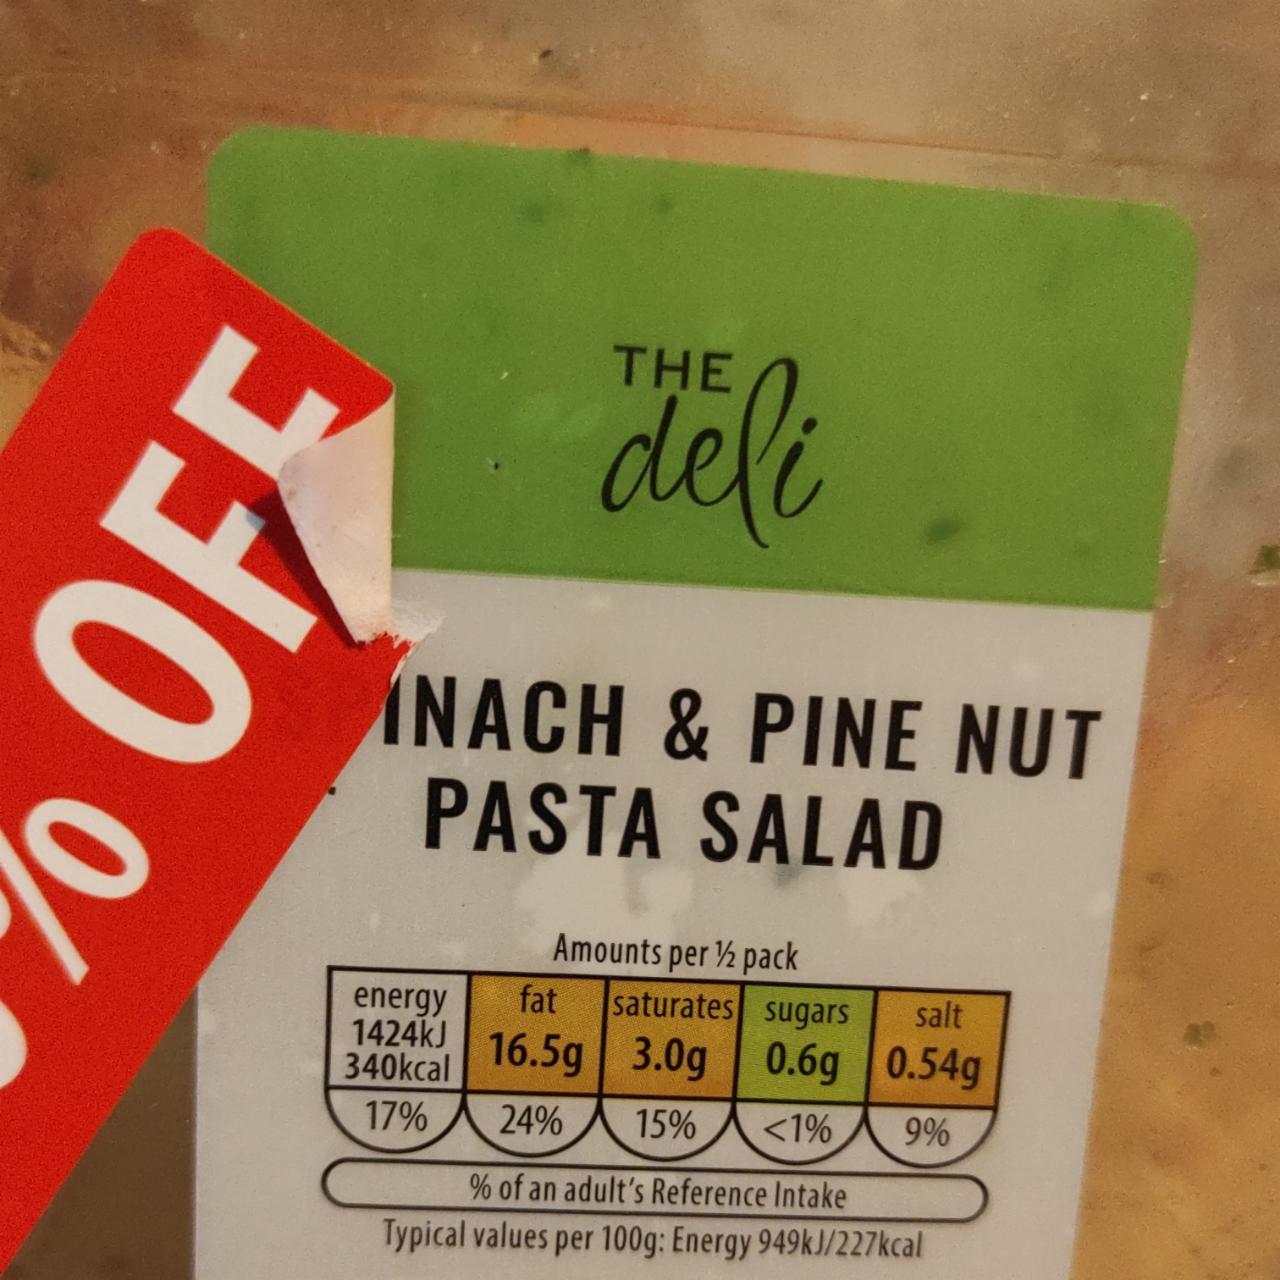 % OFF
THE
deli
INACH & PINE NUT
PASTA SALAD
Amounts per ½ pack
energy
1424kJ
340kcal
17%
fat
16.5g
24%
saturates
3.0g
15%
sugars
0.6g
<1%
salt
0.54g
9%
% of an adult's Reference Intake
Typical values per 100g: Energy 949kJ/227kcal